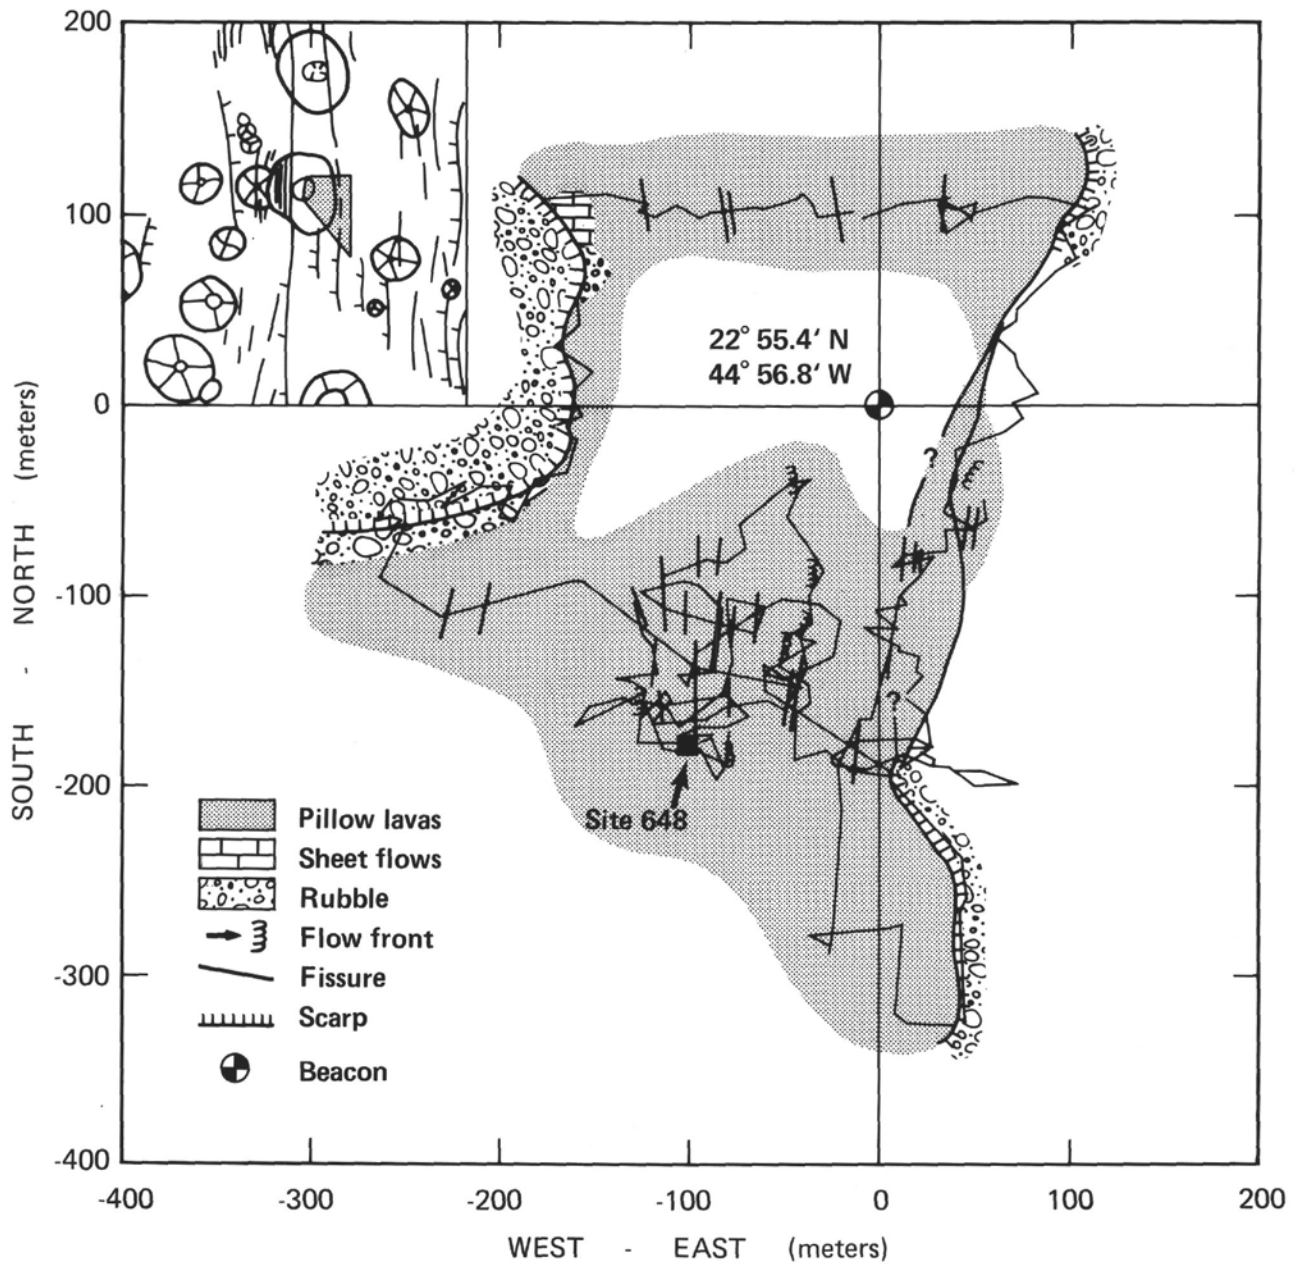 200
100
0
-100
-200
-300
-400
SOUTH - NORTH (meters)
22° 55.4' N
44° 56.8' W
?
?
Site 648
Pillow lavas
Sheet flows
Rubble
Flow front
Fissure
Scarp
Beacon
-400 -300 -200 -100 0 100 200
WEST - EAST (meters)